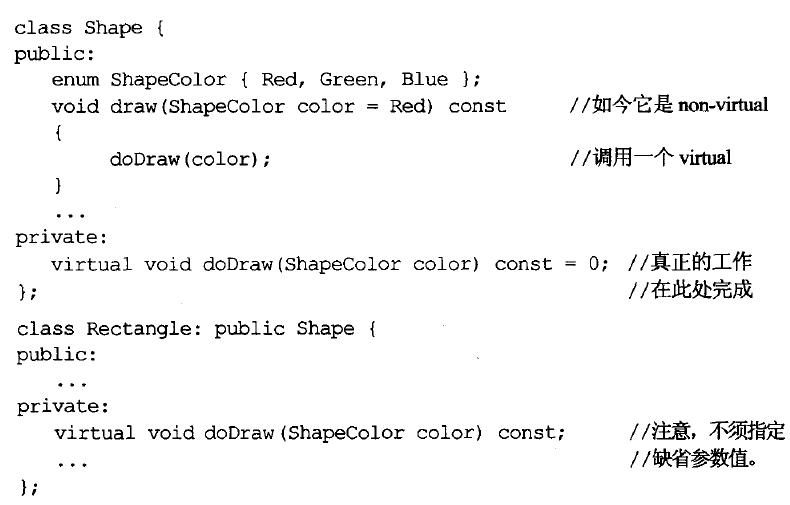 class Shape {
public:
    enum ShapeColor { Red, Green, Blue };
    void draw(ShapeColor color = Red) const //如今它是 non-virtual
    {
        doDraw(color); //调用一个 virtual
    }
    ...
private:
    virtual void doDraw(ShapeColor color) const = 0; //真正的工作
}; //在此处完成
class Rectangle: public Shape {
public:
    ...
private:
    virtual void doDraw(ShapeColor color) const; //注意，不须指定
    ... //缺省参数值。
};